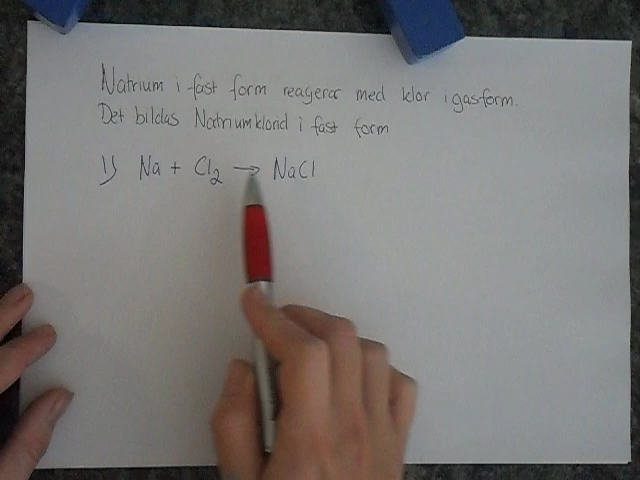 Natrium i fast form reagerar med klor i gasform.
Det bildas Natriumklorid i fast form
1) Na + Cl₂ → NaCl